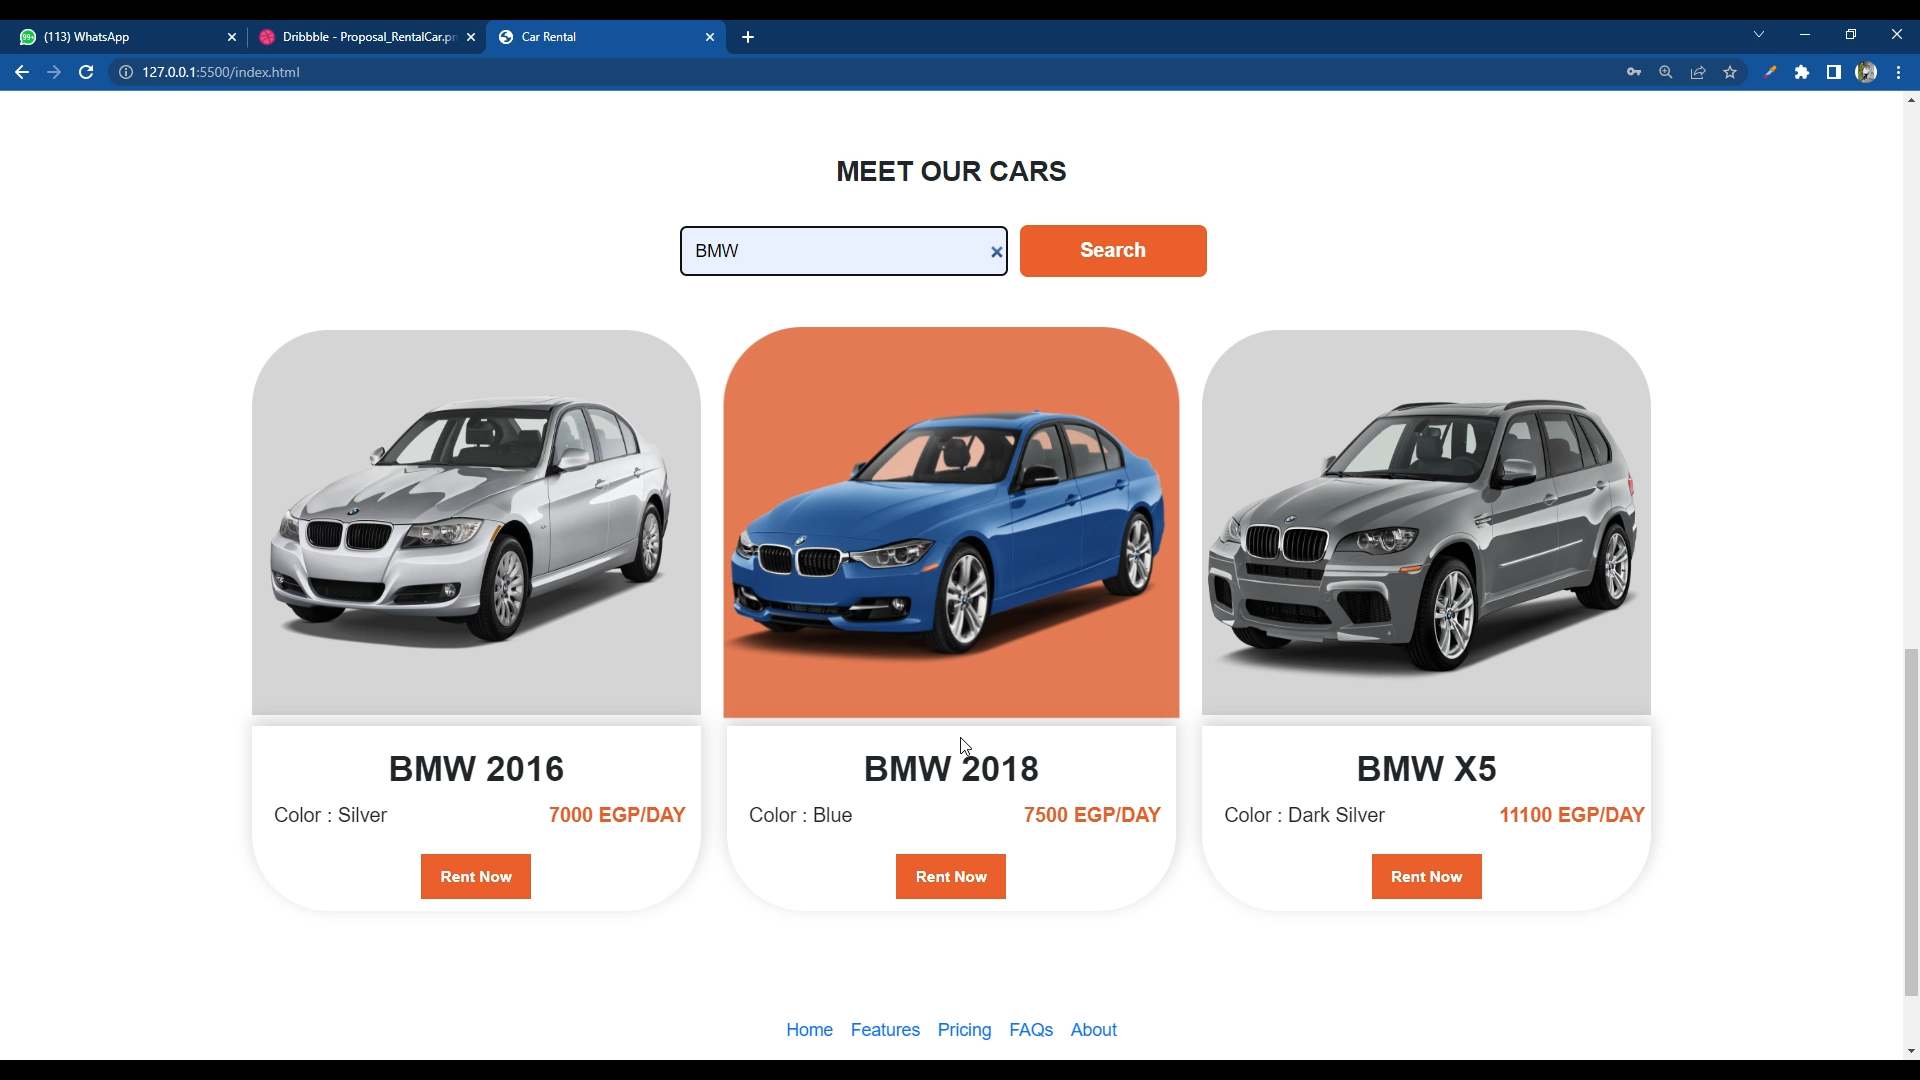 (113) WhatsApp
Dribbble - Proposal_RentalCar.pn
Car Rental
127.0.0.1:5500/index.html
MEET OUR CARS
BMW
Search
BMW 2016
Color : Silver
7000 EGP/DAY
Rent Now
BMW 2018
Color : Blue
7500 EGP/DAY
Rent Now
BMW X5
Color : Dark Silver
11100 EGP/DAY
Rent Now
Home Features Pricing FAQs About